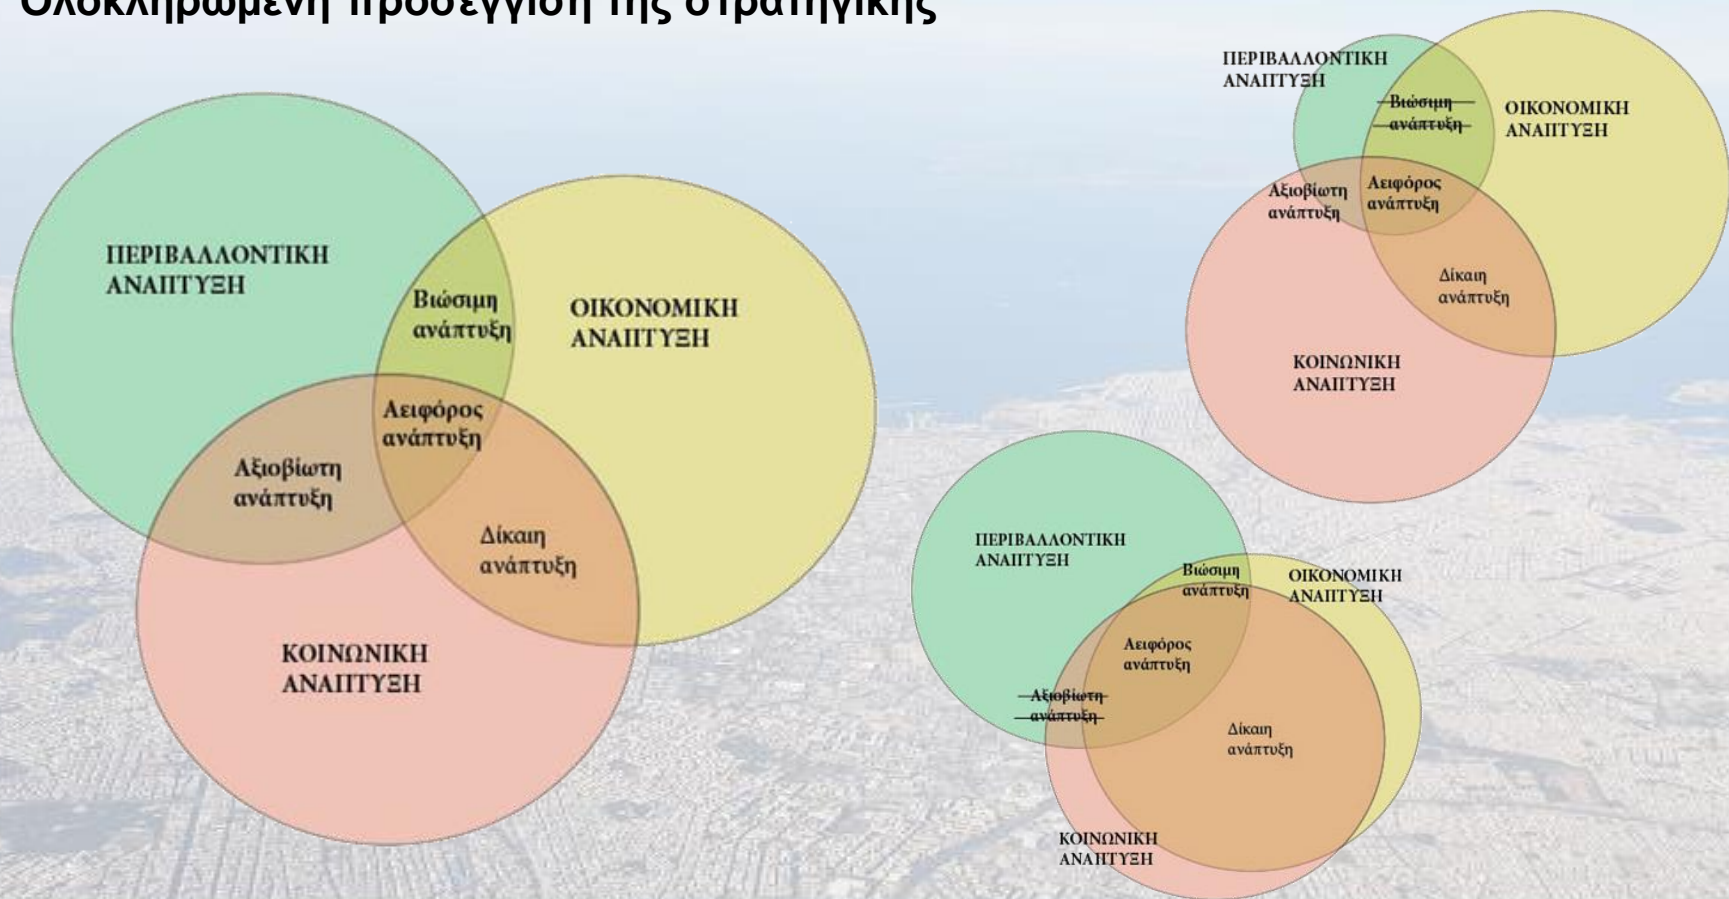 Ολοκληρωμένη προσέγγιση της στρατηγικής
ΠΕΡΙΒΑΛΛΟΝΤΙΚΗ
ΑΝΑΠΤΥΞΗ
Βιώσιμη
ανάπτυξη
ΟΙΚΟΝΟΜΙΚΗ
ΑΝΑΠΤΥΞΗ
Αειφόρος
ανάπτυξη
Αξιοβίωτη
ανάπτυξη
Δίκαιη
ανάπτυξη
ΚΟΙΝΩΝΙΚΗ
ΑΝΑΠΤΥΞΗ
ΠΕΡΙΒΑΛΛΟΝΤΙΚΗ
ΑΝΑΠΤΥΞΗ
Βιώσιμη
ανάπτυξη
ΟΙΚΟΝΟΜΙΚΗ
ΑΝΑΠΤΥΞΗ
Αξιοβίωτη
ανάπτυξη
Αειφόρος
ανάπτυξη
Δίκαιη
ανάπτυξη
ΚΟΙΝΩΝΙΚΗ
ΑΝΑΠΤΥΞΗ
ΠΕΡΙΒΑΛΛΟΝΤΙΚΗ
ΑΝΑΠΤΥΞΗ
Βιώσιμη
ανάπτυξη
ΟΙΚΟΝΟΜΙΚΗ
ΑΝΑΠΤΥΞΗ
Αειφόρος
ανάπτυξη
Αξιοβίωτη
ανάπτυξη
Δίκαιη
ανάπτυξη
ΚΟΙΝΩΝΙΚΗ
ΑΝΑΠΤΥΞΗ